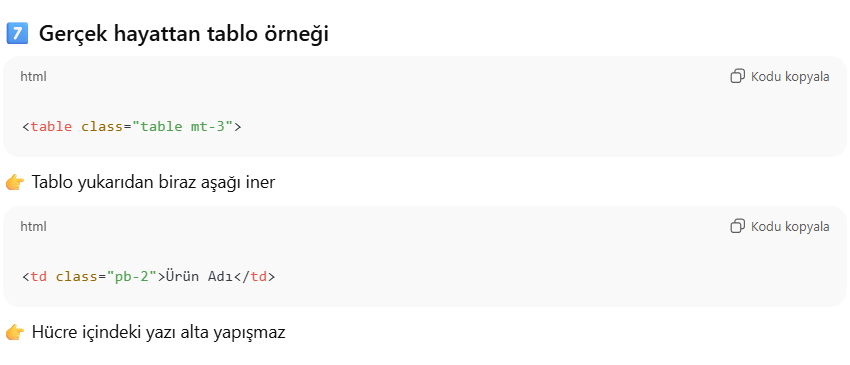 7 Gerçek hayattan tablo örneği
html Kodu kopyala
<table class="table mt-3">
👉 Tablo yukarıdan biraz aşağı iner
html Kodu kopyala
<td class="pb-2">Ürün Adı</td>
👉 Hücre içindeki yazı alta yapışmaz